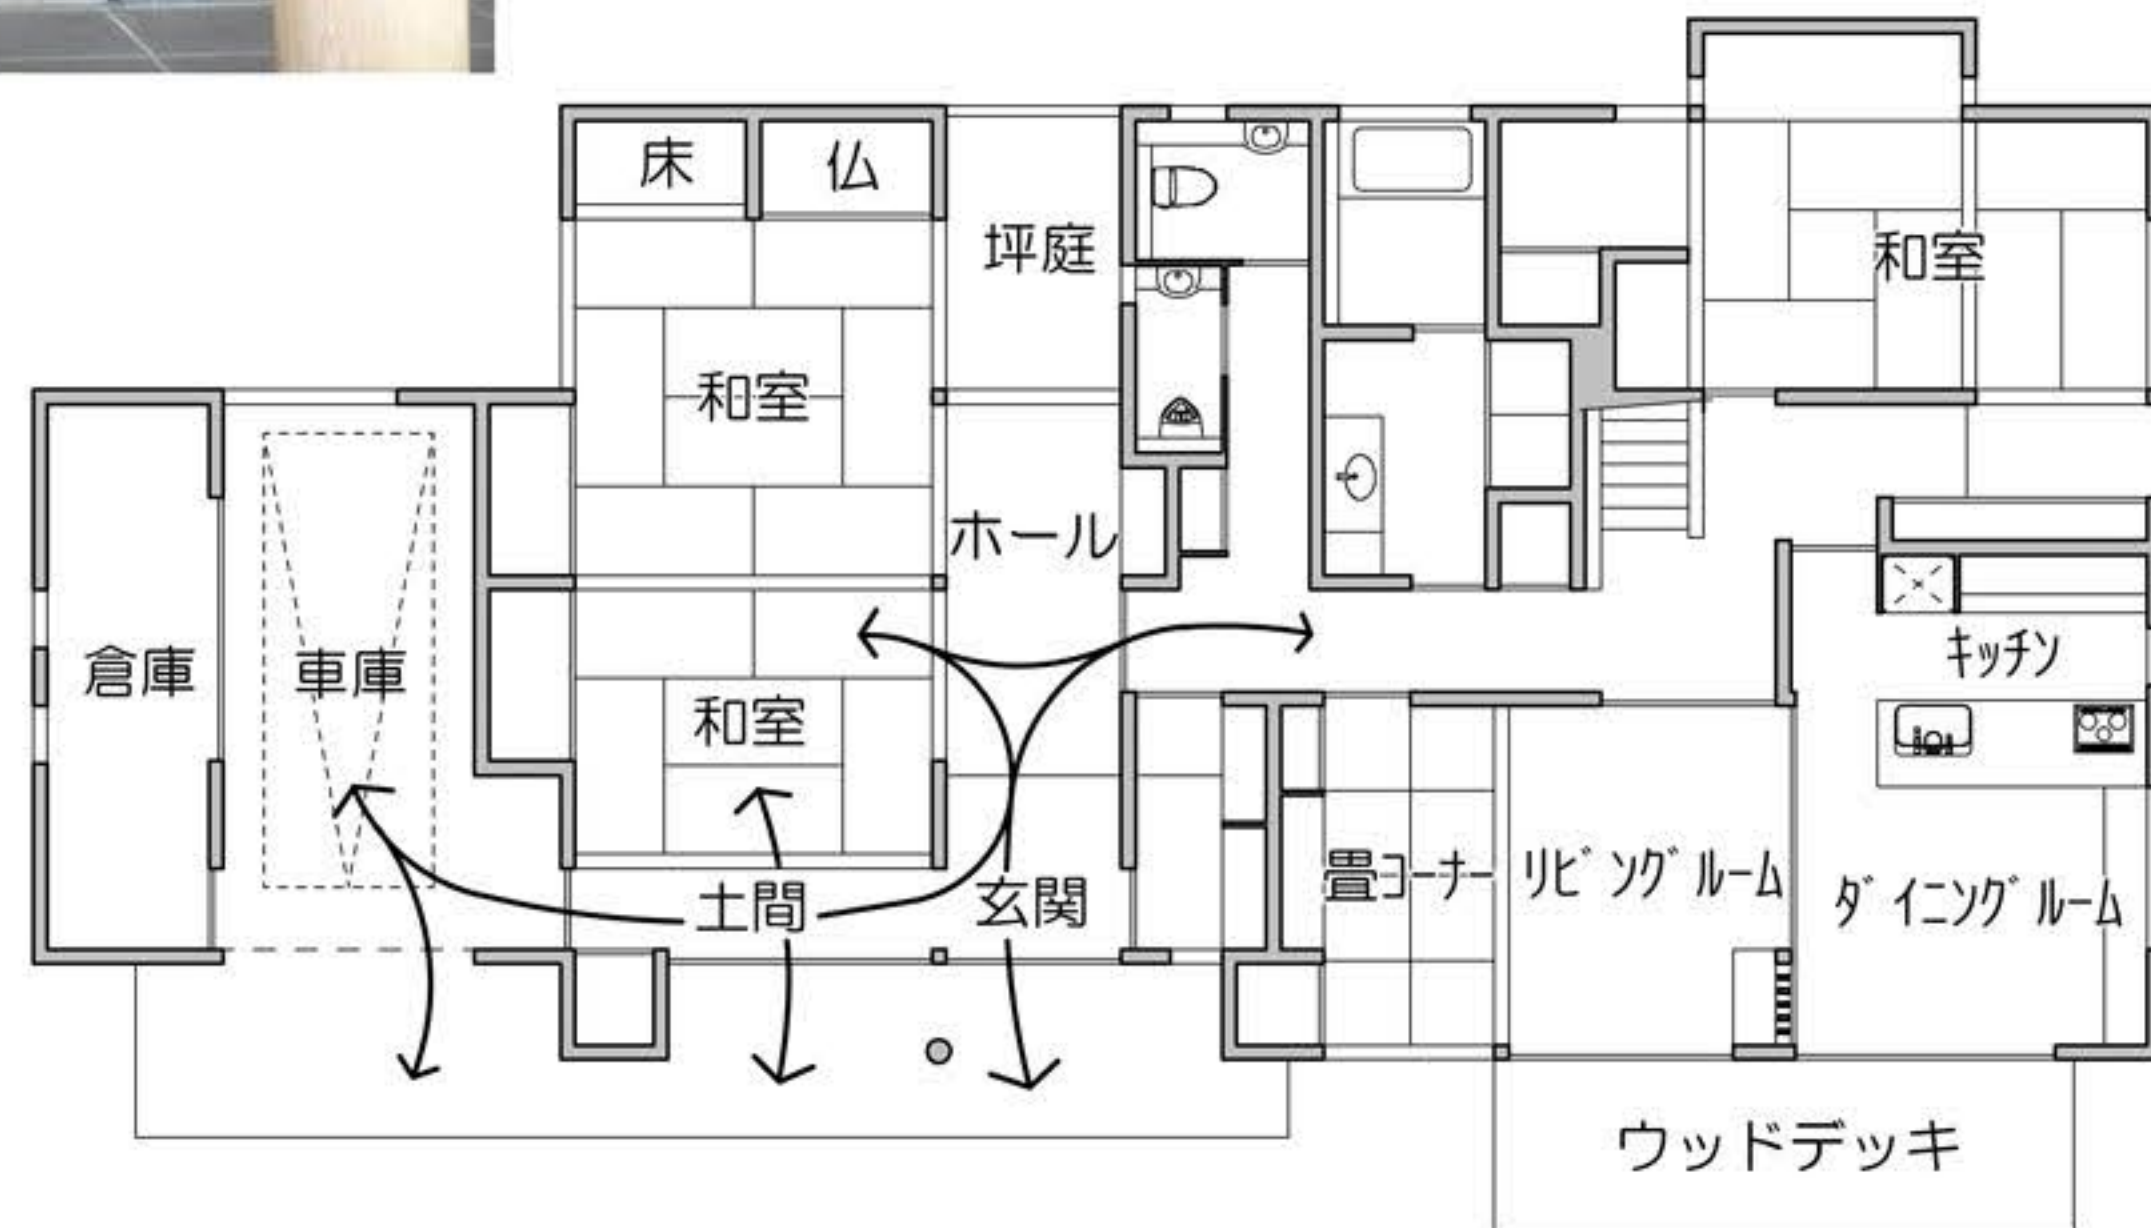 床
仏
坪庭
和室
和室
ホール
倉庫
車庫
和室
キッチン
土間
玄関
畳コーナー
リビングルーム
ダイニングルーム
ウッドデッキ